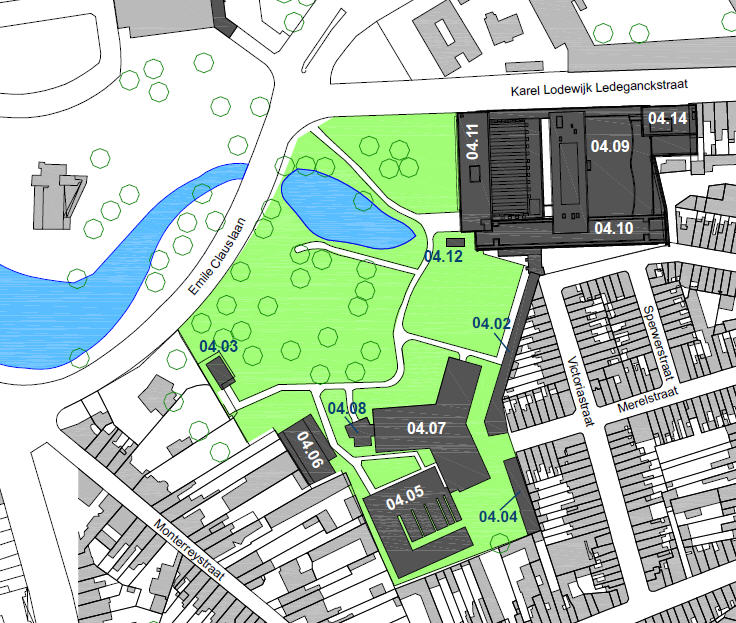 Karel Lodewijk Ledeganckstraat
04.14
04.11
04.09
04.10
Emile Clauslaan
04.12
04.02
Sperwerstraat
04.03
Victoriastraat
Merelstraat
04.08
04.07
04.06
04.05
04.04
Monterreystraat